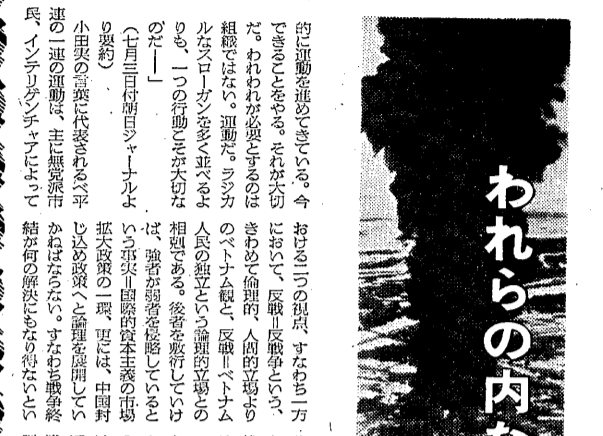 われらの内な
的に運動を進めてきている。今
できることをやる。それが大切
だ。われわれが必要とするのは
組織ではない。運動だ。ラジカ
ルなスローガンを多く並べるよ
りも、一つの行動こそが大切な
のだ――」
(七月三日付朝日ジャーナルよ
り要約)
小田実の言葉に代表されるべ平
連の一連の運動は、主に無党派市
民、インテリゲンチャアによって
おける二つの視点、すなわち一方
において、反戦=反戦争という、
きわめて倫理的、人間的立場より
のベトナム観と、反戦=ベトナム
人民の独立という論理的立場との
相剋である。後者を敷衍していけ
ば、強者が弱者を侵略していると
いう事実=国際的資本主義の市場
拡大政策の一環、更には、中国封
じ込め政策へと論理を展開してい
かねばならない。すなわち戦争終
結が何の解決にもなり得ないとい